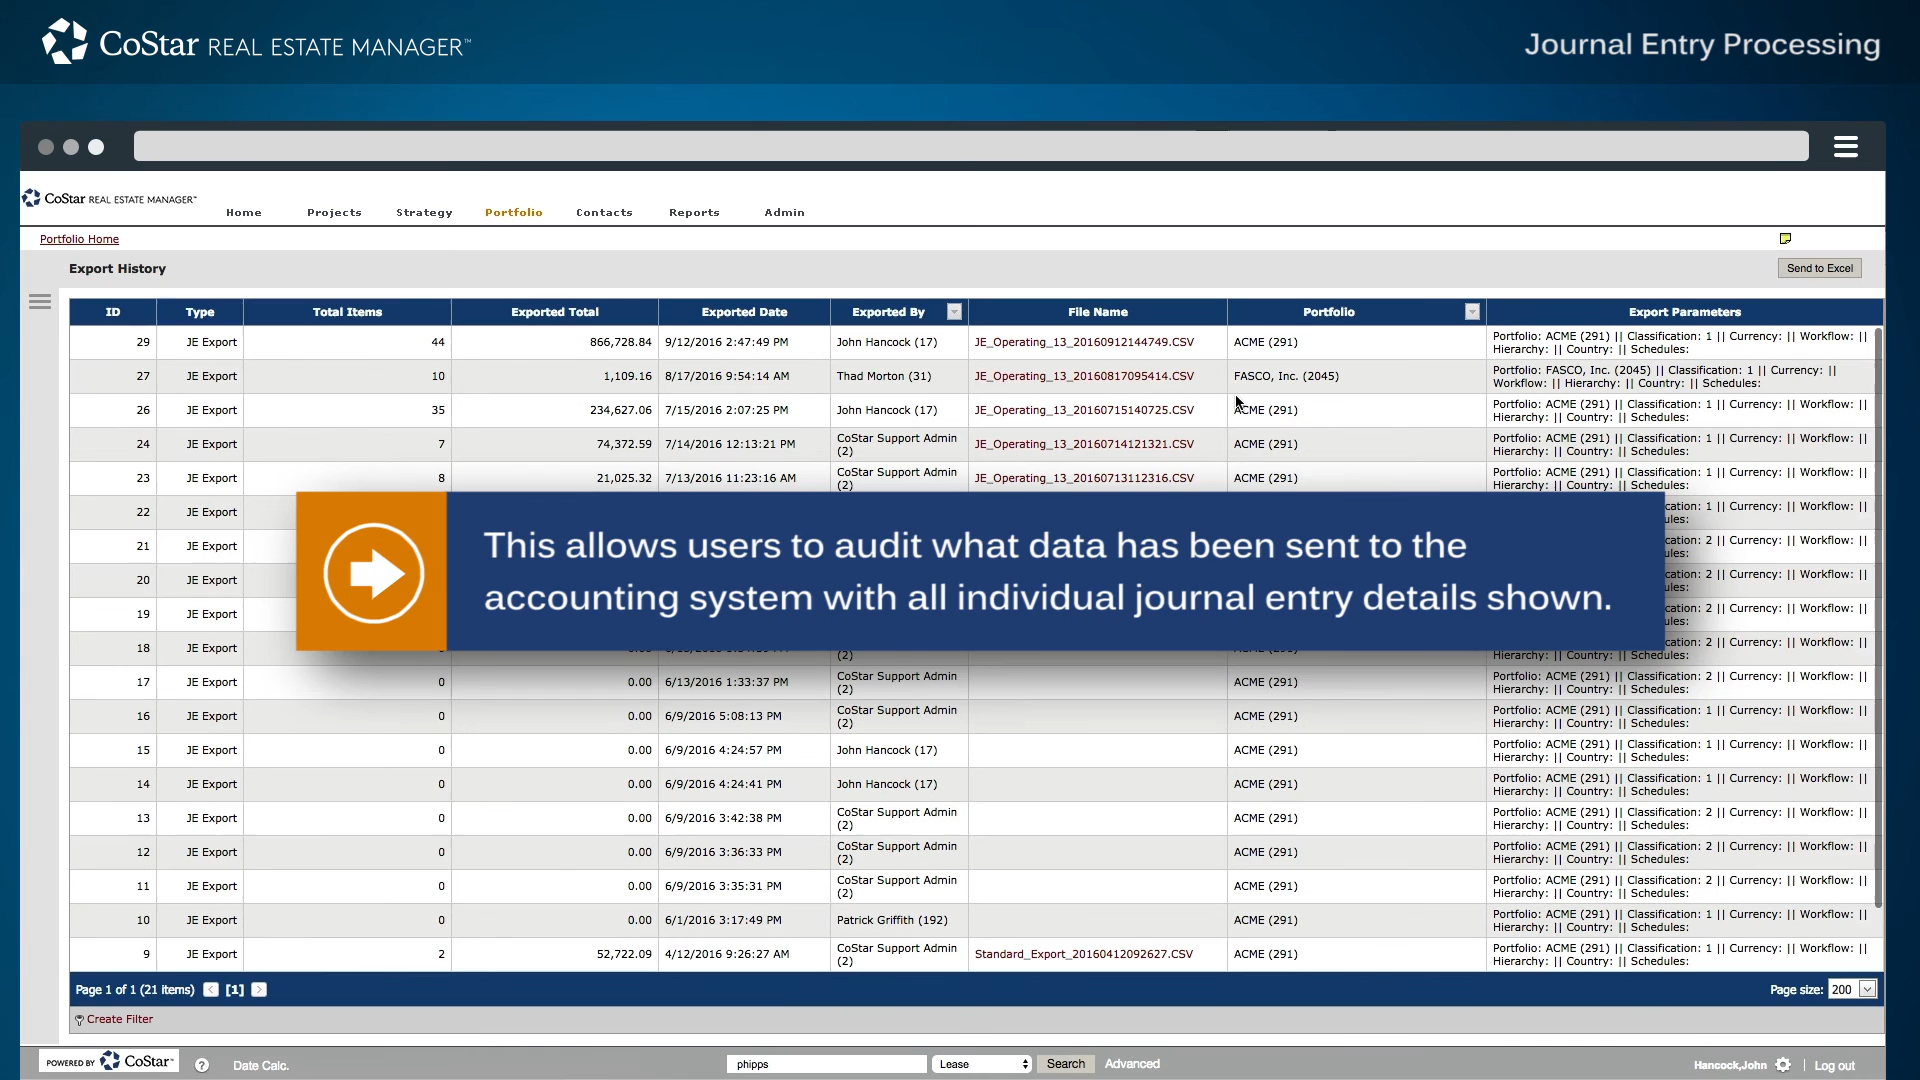 CoStar REAL ESTATE MANAGER™
Journal Entry Processing
CoStar REAL ESTATE MANAGER™
Home Projects Strategy Portfolio Contacts Reports Admin
Portfolio Home
Export History
Send to Excel
ID Type Total Items Exported Total Exported Date Exported By File Name Portfolio Export Parameters
29 JE Export 44 866,728.84 9/12/2016 2:47:49 PM John Hancock (17) JE_Operating_13_20160912144749.CSV ACME (291) Portfolio: ACME (291) || Classification: 1 || Currency: || Workflow: ||
Hierarchy: || Country: || Schedules:
27 JE Export 10 1,109.16 8/17/2016 9:54:14 AM Thad Morton (31) JE_Operating_13_20160817095414.CSV FASCO, Inc. (2045) Portfolio: FASCO, Inc. (2045) || Classification: 1 || Currency: ||
Workflow: || Hierarchy: || Country: || Schedules:
26 JE Export 35 234,627.06 7/15/2016 2:07:25 PM John Hancock (17) JE_Operating_13_20160715140725.CSV ACME (291) Portfolio: ACME (291) || Classification: 1 || Currency: || Workflow: ||
Hierarchy: || Country: || Schedules:
24 JE Export 7 74,372.59 7/14/2016 12:13:21 PM CoStar Support Admin JE_Operating_13_20160714121321.CSV ACME (291) Portfolio: ACME (291) || Classification: 1 || Currency: || Workflow: ||
(2) Hierarchy: || Country: || Schedules:
23 JE Export 8 21,025.32 7/13/2016 11:23:16 AM CoStar Support Admin JE_Operating_13_20160713112316.CSV ACME (291) Portfolio: ACME (291) || Classification: 1 || Currency: || Workflow: ||
(2) Hierarchy: || Country: || Schedules:
22 JE Export 1 || Currency: || Workflow: ||
21 JE Export 2 || Currency: || Workflow: ||
20 JE Export 2 || Currency: || Workflow: ||
19 JE Export 2 || Currency: || Workflow: ||
18 JE Export 2 || Currency: || Workflow: ||
(2) Hierarchy: || Country: || Schedules:
This allows users to audit what data has been sent to the
accounting system with all individual journal entry details shown.
17 JE Export 0 0.00 6/13/2016 1:33:37 PM CoStar Support Admin ACME (291) Portfolio: ACME (291) || Classification: 2 || Currency: || Workflow: ||
(2) Hierarchy: || Country: || Schedules:
16 JE Export 0 0.00 6/9/2016 5:08:13 PM CoStar Support Admin ACME (291) Portfolio: ACME (291) || Classification: 1 || Currency: || Workflow: ||
(2) Hierarchy: || Country: || Schedules:
15 JE Export 0 0.00 6/9/2016 4:24:57 PM John Hancock (17) ACME (291) Portfolio: ACME (291) || Classification: 1 || Currency: || Workflow: ||
Hierarchy: || Country: || Schedules:
14 JE Export 0 0.00 6/9/2016 4:24:41 PM John Hancock (17) ACME (291) Portfolio: ACME (291) || Classification: 1 || Currency: || Workflow: ||
Hierarchy: || Country: || Schedules:
13 JE Export 0 0.00 6/9/2016 3:42:38 PM CoStar Support Admin ACME (291) Portfolio: ACME (291) || Classification: 2 || Currency: || Workflow: ||
(2) Hierarchy: || Country: || Schedules:
12 JE Export 0 0.00 6/9/2016 3:36:33 PM CoStar Support Admin ACME (291) Portfolio: ACME (291) || Classification: 2 || Currency: || Workflow: ||
(2) Hierarchy: || Country: || Schedules:
11 JE Export 0 0.00 6/9/2016 3:35:31 PM CoStar Support Admin ACME (291) Portfolio: ACME (291) || Classification: 2 || Currency: || Workflow: ||
(2) Hierarchy: || Country: || Schedules:
10 JE Export 0 0.00 6/1/2016 3:17:49 PM Patrick Griffith (192) ACME (291) Portfolio: ACME (291) || Classification: 1 || Currency: || Workflow: ||
Hierarchy: || Country: || Schedules:
9 JE Export 2 52,722.09 4/12/2016 9:26:27 AM CoStar Support Admin Standard_Export_20160412092627.CSV ACME (291) Portfolio: ACME (291) || Classification: 1 || Currency: || Workflow: ||
(2) Hierarchy: || Country: || Schedules:
Page 1 of 1 (21 items) < [1] > Page size: 200
Create Filter
POWERED BY CoStar™ ? Date Calc. phipps Lease Search Advanced Hancock,John | Log out